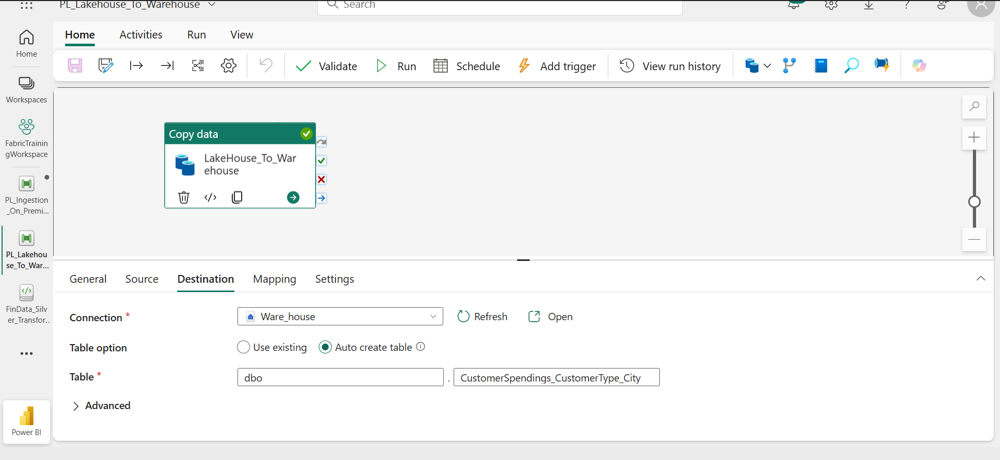 PL_Lakehouse_To_Warehouse
Search
Home
Activities
Run
View
Validate
Run
Schedule
Add trigger
View run history
Home
Workspaces
FabricTrainin
gWorkspace
PL_Ingestion
_On_Premi...
PL_Lakehou
se_To_War...
FinData_Silv
er_Transfor...
Power BI
Copy data
LakeHouse_To_War
ehouse
General
Source
Destination
Mapping
Settings
Connection *
Ware_house
Refresh
Open
Table option
Use existing
Auto create table
Table *
dbo
.
CustomerSpendings_CustomerType_City
Advanced